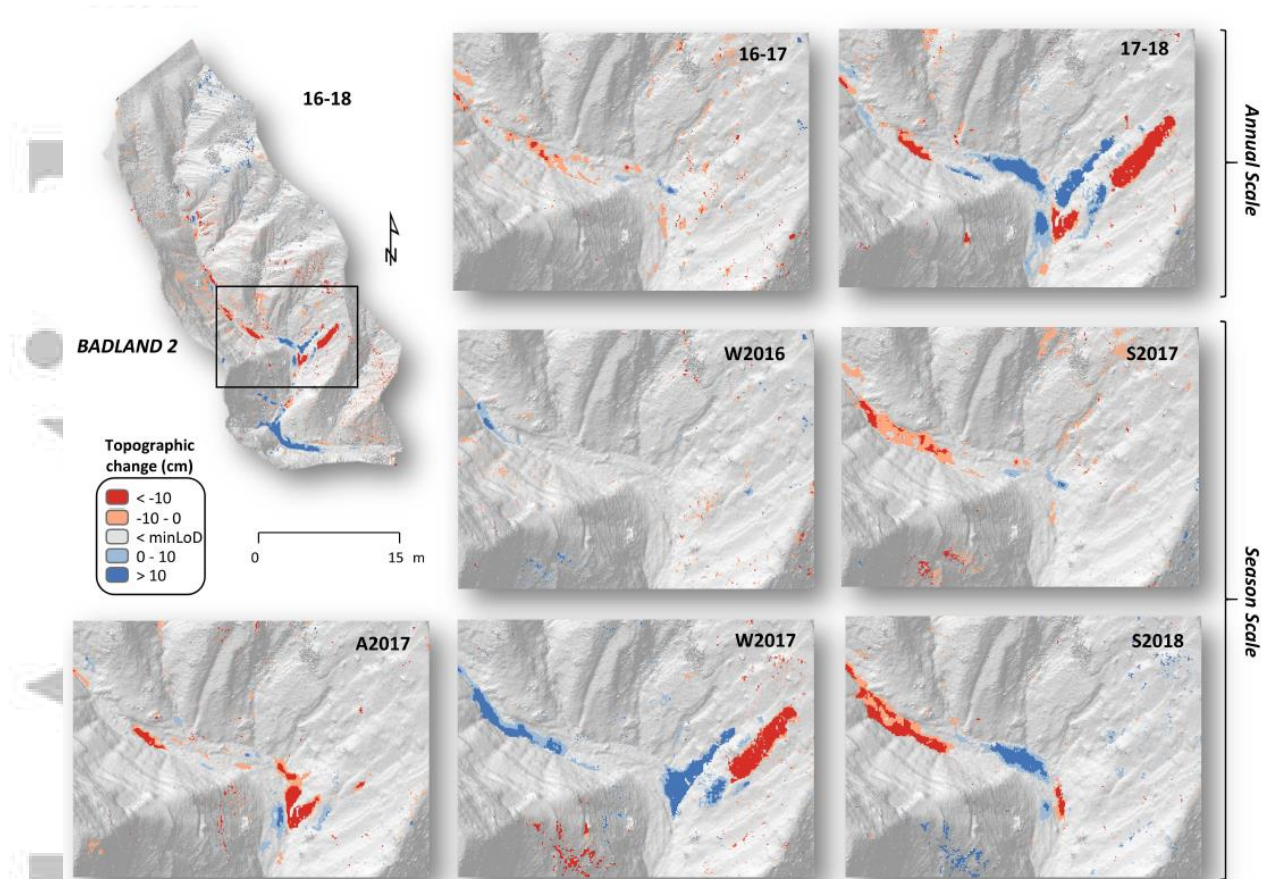 16-18
16-17
17-18
Annual Scale
N
BADLAND 2
W2016
S2017
Topographic
change (cm)
< -10
-10 - 0
< minLoD
0 - 10
> 10
0 15 m
Season Scale
A2017
W2017
S2018